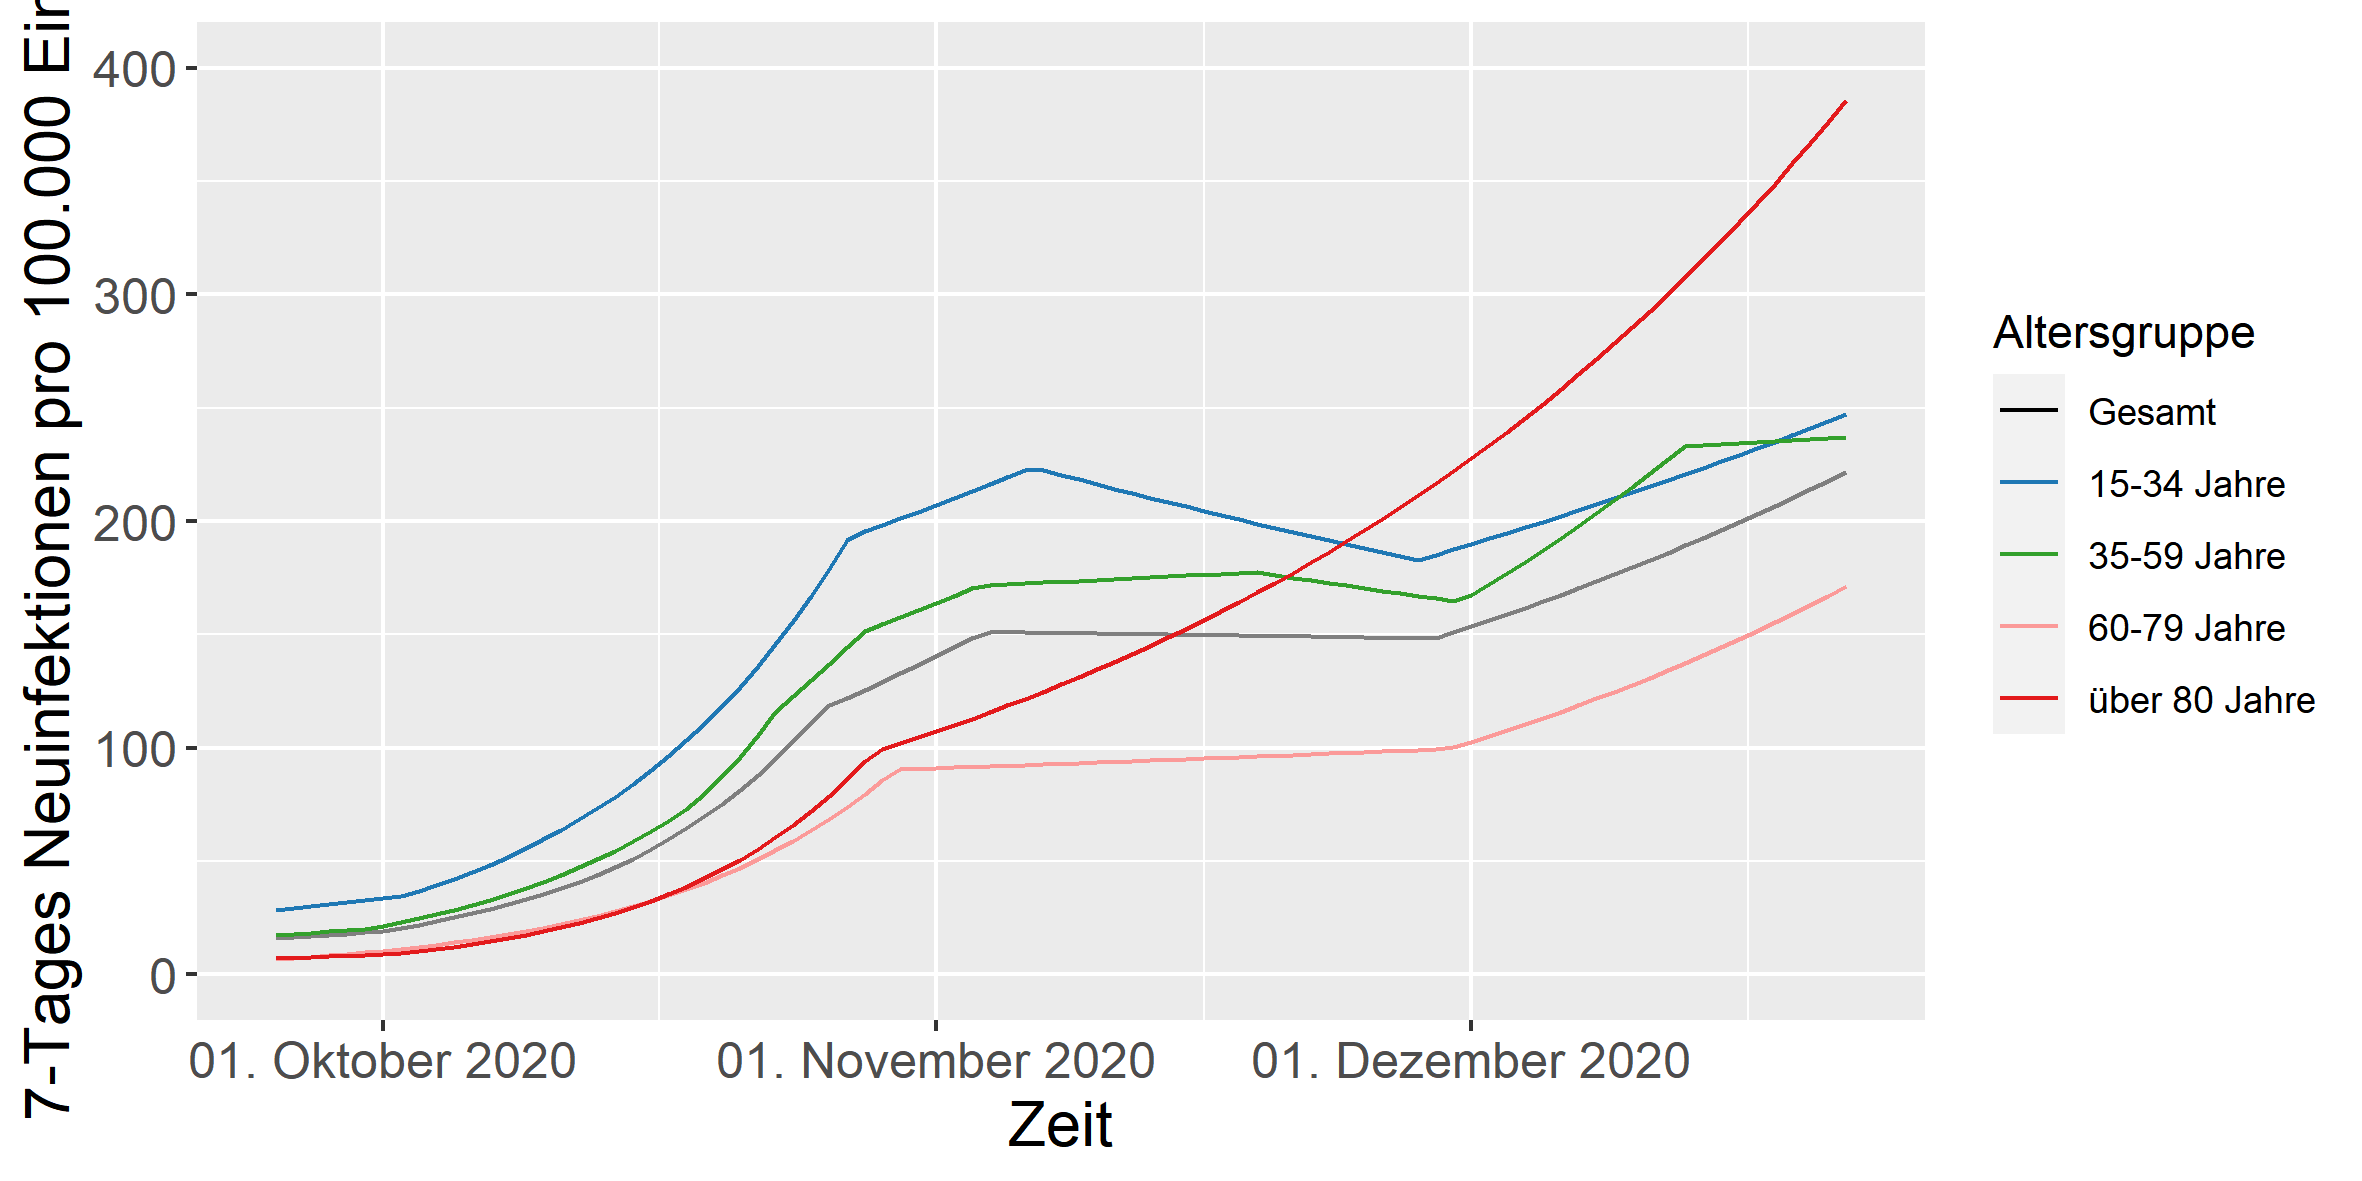 7-Tages Neuinfektionen pro 100.000
400
300
200
100
0
01. Oktober 2020
01. November 2020
01. Dezember 2020
Zeit
Altersgruppe
Gesamt
15-34 Jahre
35-59 Jahre
60-79 Jahre
über 80 Jahre